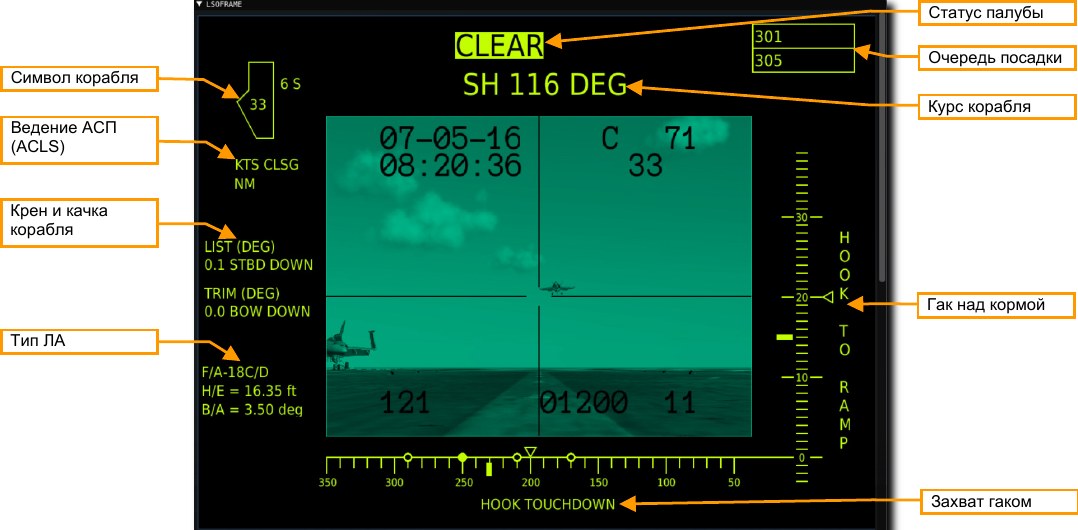 LSOFRAME
CLEAR
SH 116 DEG
301
305
Статус палубы
Очередь посадки
Курс корабля
Символ корабля
33
6 S
Ведение АСП
(ACLS)
KTS CLSG
NM
Крен и качка
корабля
LIST (DEG)
0.1 STBD DOWN
TRIM (DEG)
0.0 BOW DOWN
Тип ЛА
F/A-18C/D
H/E = 16.35 ft
B/A = 3.50 deg
07-05-16
08:20:36
C 71
33
121
01200 11
30
20
10
0
HOOK TO RAMP
Гак над кормой
350 300 250 200 150 100 50
HOOK TOUCHDOWN
Захват гаком